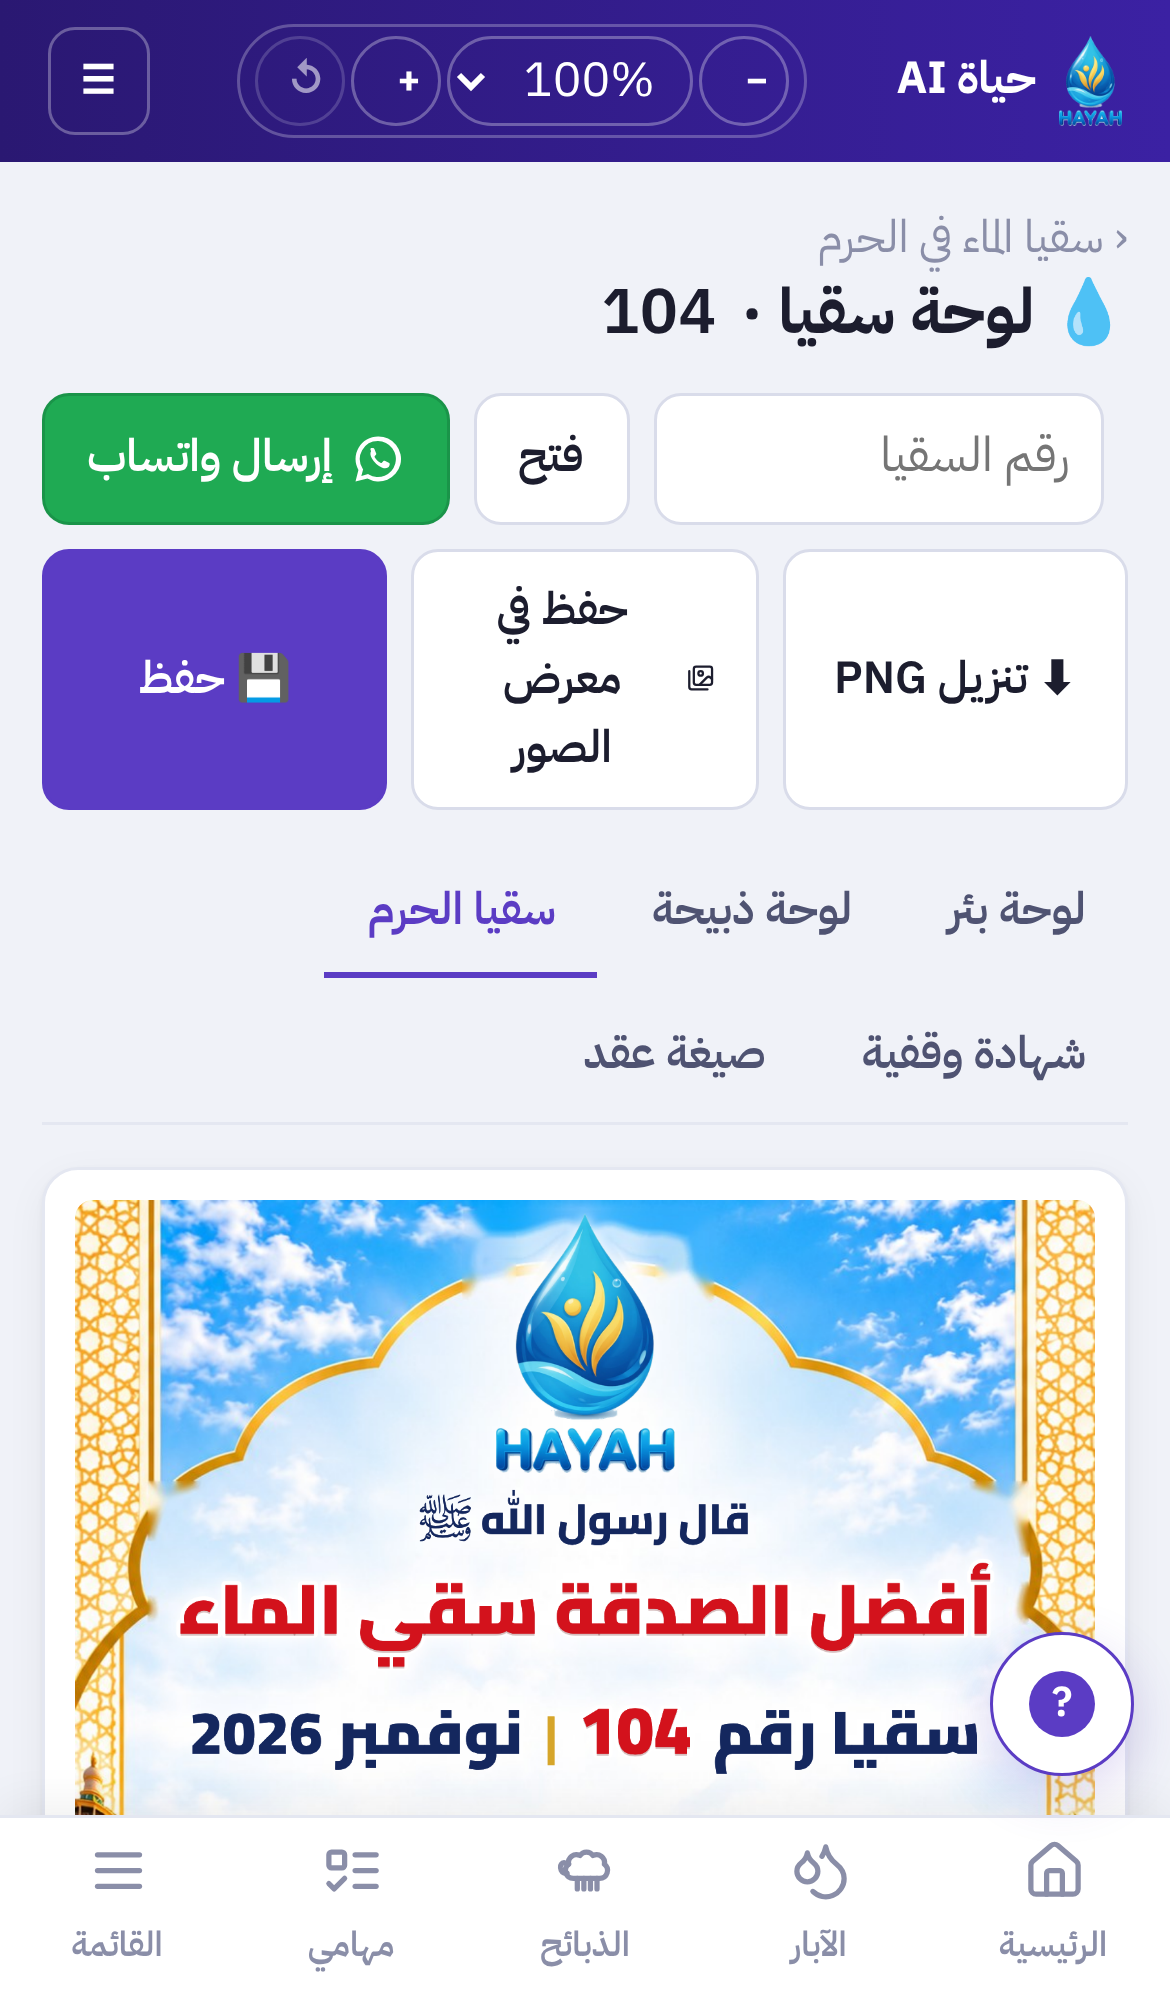 حياة AI
HAYAH
−
100%
+
‹ سقيا الماء في الحرم
لوحة سقيا · 104
رقم السقيا
فتح
إرسال واتساب
تنزيل PNG
حفظ في
معرض
الصور
حفظ
لوحة بئر
لوحة ذبيحة
سقيا الحرم
شهادة وقفية
صيغة عقد
HAYAH
قال رسول الله ﷺ
أفضل الصدقة سقي الماء
سقيا رقم 104 | نوفمبر 2026
?
الرئيسية
الآبار
الذبائح
مهامي
القائمة